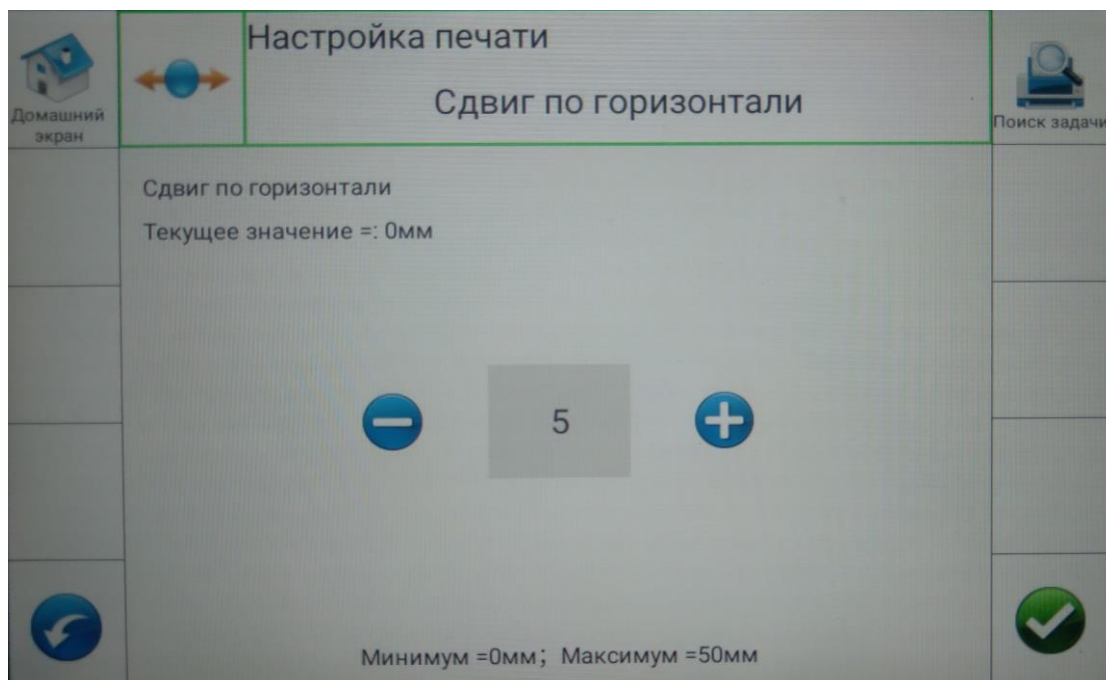 Настройка печати
Сдвиг по горизонтали
Домашний
экран
Поиск задачи
Сдвиг по горизонтали
Текущее значение =: 0мм
5
Минимум =0мм; Максимум =50мм